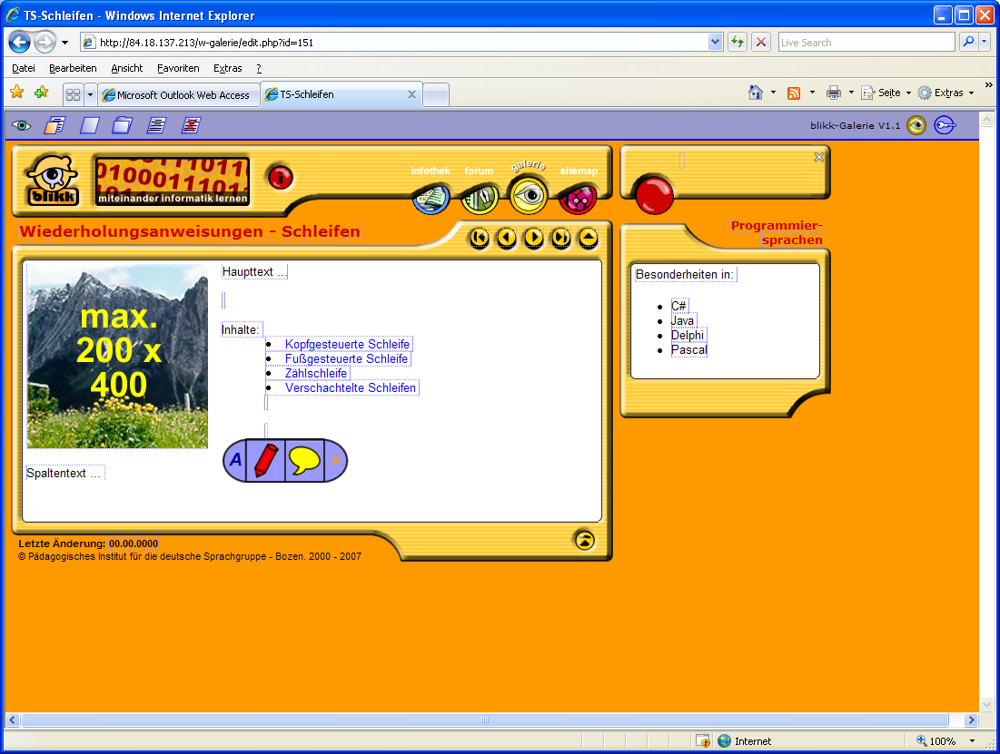 TS-Schleifen - Windows Internet Explorer
http://84.18.137.213/w-galerie/edit.php?id=151
Live Search
Datei Bearbeiten Ansicht Favoriten Extras ?
Microsoft Outlook Web Access
TS-Schleifen
Seite
Extras
»
blikk-Galerie V1.1
blikk
010001110111
miteinander informatik lernen
infothek
forum
galerie
sitemap
Wiederholungsanweisungen - Schleifen
Programmier-
sprachen
max.
200 x
400
Haupttext ...
Inhalte:
• Kopfgesteuerte Schleife
• Fußgesteuerte Schleife
• Zählschleife
• Verschachtelte Schleifen
A
Spaltentext ...
Besonderheiten in:
• C#
• Java
• Delphi
• Pascal
Letzte Änderung: 00.00.0000
© Pädagogisches Institut für die deutsche Sprachgruppe - Bozen. 2000 - 2007
Internet
100%